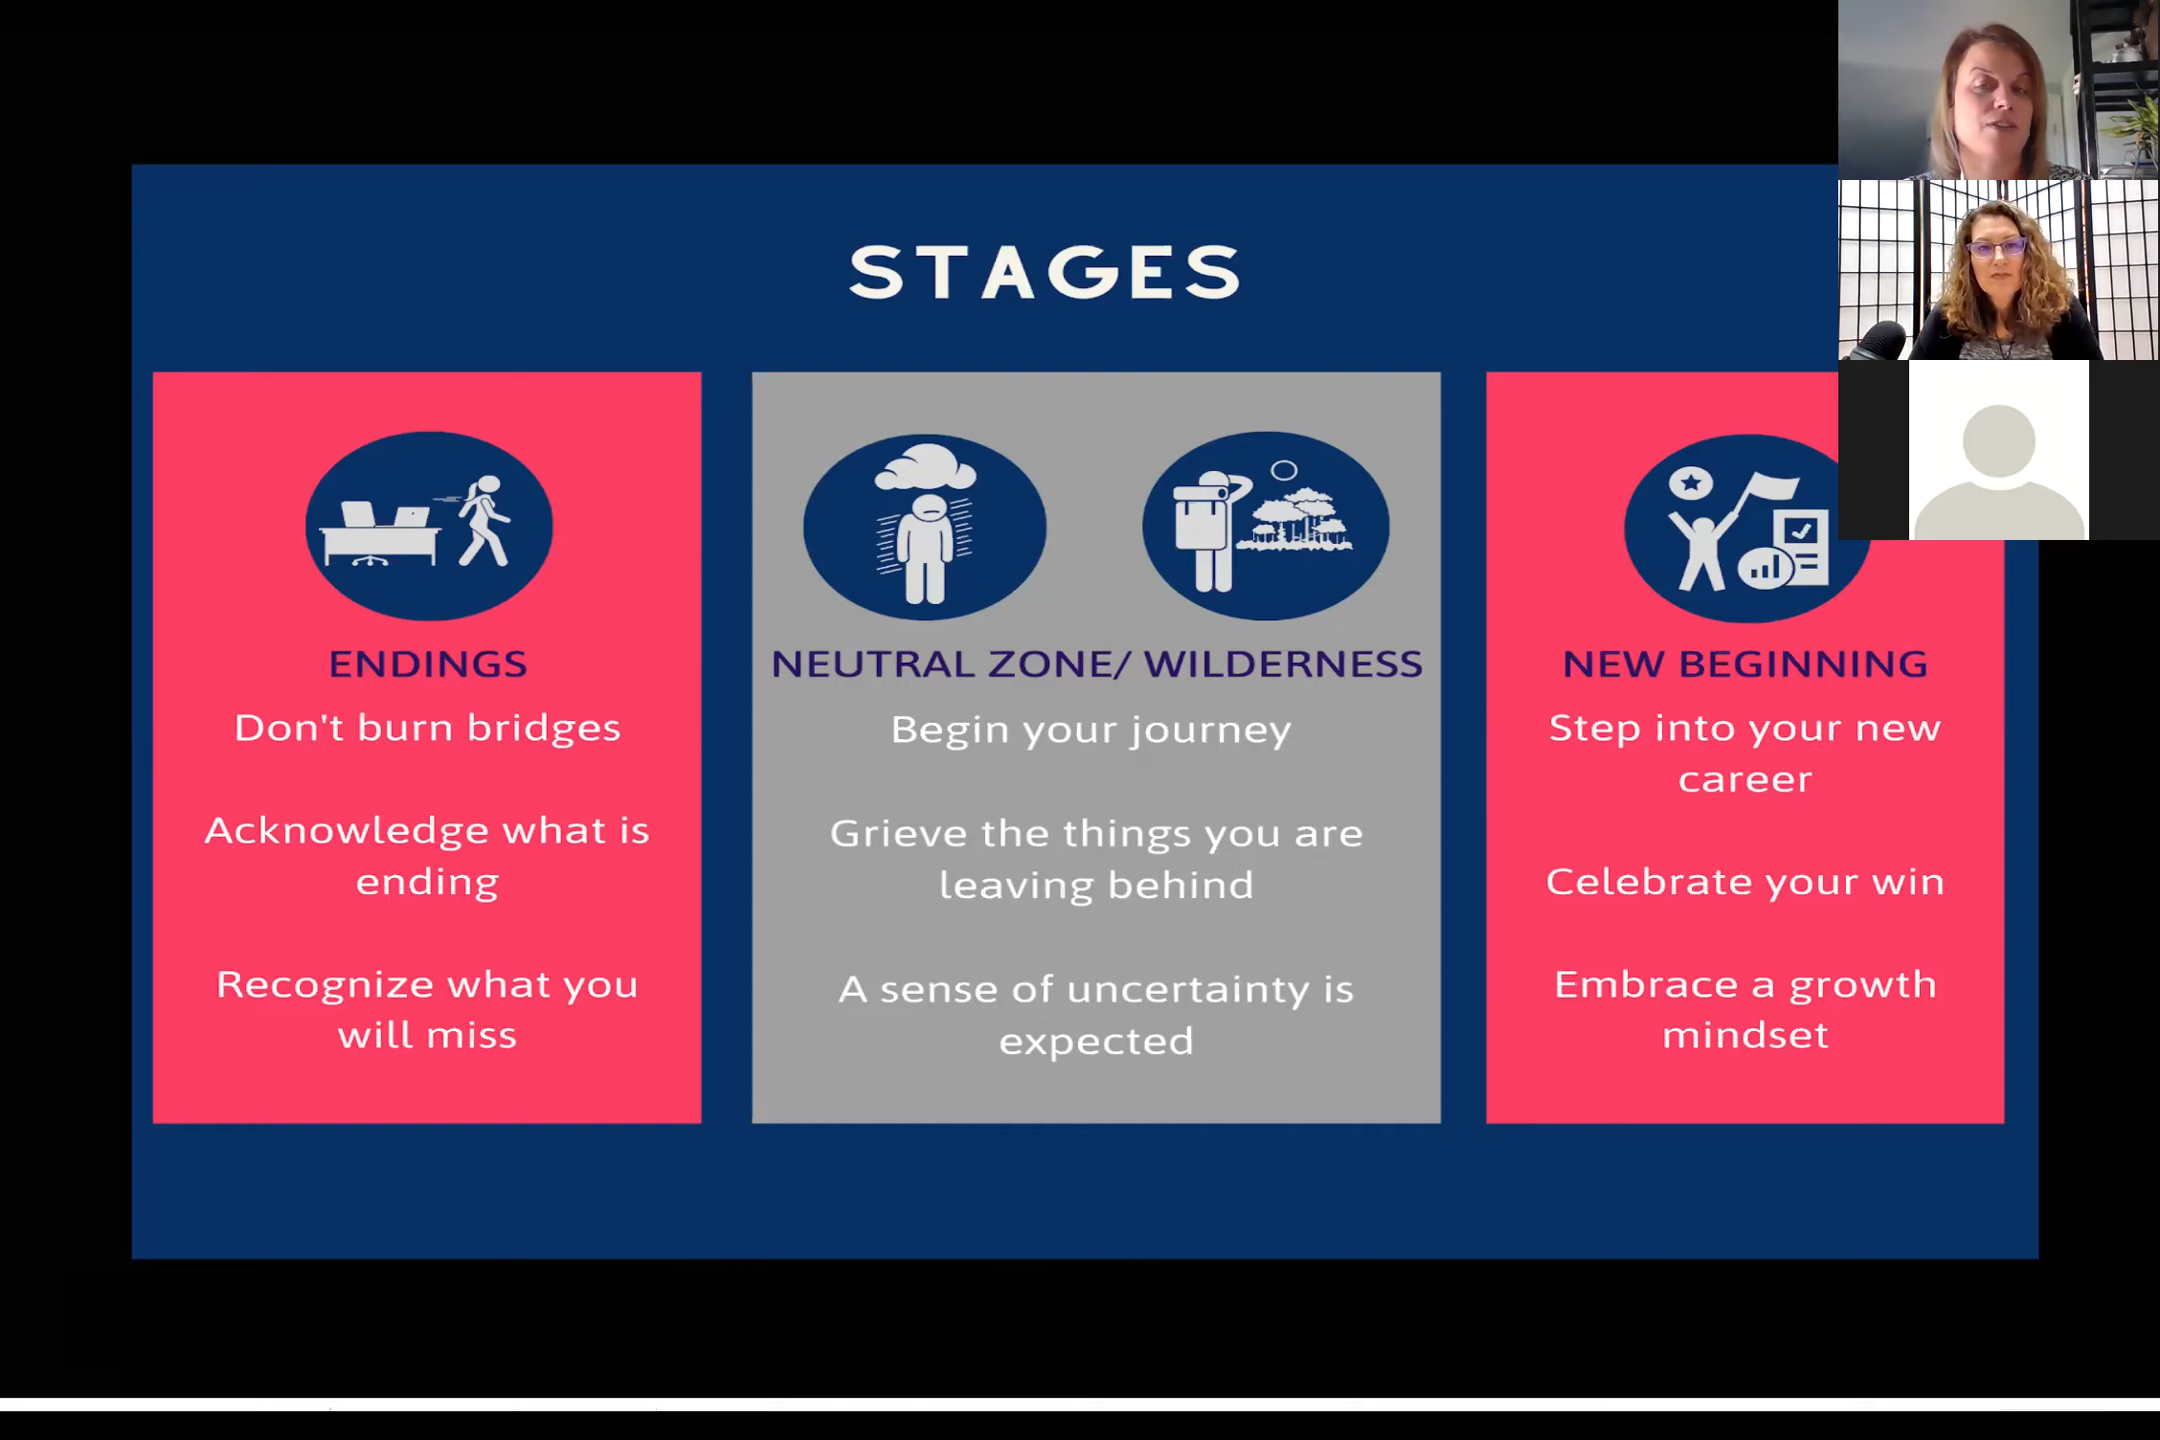 STAGES
ENDINGS
Don't burn bridges
Acknowledge what is
ending
Recognize what you
will miss
NEUTRAL ZONE/ WILDERNESS
Begin your journey
Grieve the things you are
leaving behind
A sense of uncertainty is
expected
NEW BEGINNING
Step into your new
career
Celebrate your win
Embrace a growth
mindset